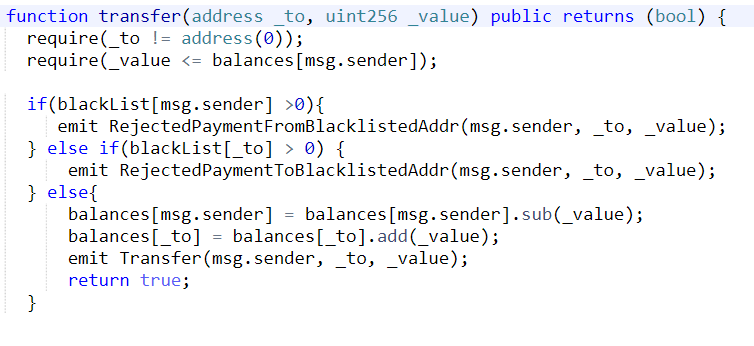 function transfer(address _to, uint256 _value) public returns (bool) {
require(_to != address(0));
require(_value <= balances[msg.sender]);
if(blackList[msg.sender] >0){
emit RejectedPaymentFromBlacklistedAddr(msg.sender, _to, _value);
} else if(blackList[_to] > 0) {
emit RejectedPaymentToBlacklistedAddr(msg.sender, _to, _value);
} else{
balances[msg.sender] = balances[msg.sender].sub(_value);
balances[_to] = balances[_to].add(_value);
emit Transfer(msg.sender, _to, _value);
return true;
}